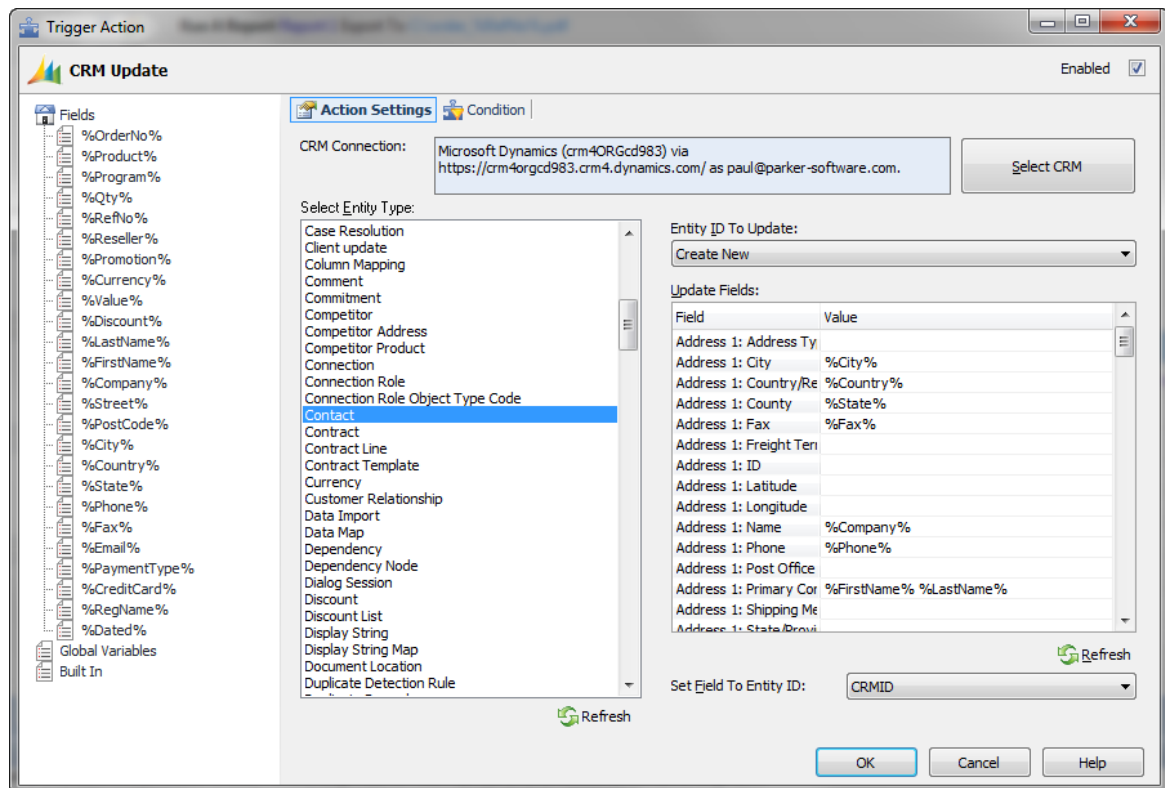 Trigger Action
CRM Update
Enabled
Fields
%OrderNo%
%Product%
%Program%
%Qty%
%RefNo%
%Reseller%
%Promotion%
%Currency%
%Value%
%Discount%
%LastName%
%FirstName%
%Company%
%Street%
%PostCode%
%City%
%Country%
%State%
%Phone%
%Fax%
%Email%
%PaymentType%
%CreditCard%
%RegName%
%Dated%
Global Variables
Built In
Action Settings
Condition
CRM Connection:
Microsoft Dynamics (crm4ORGcd983) via
https://crm4orgcd983.crm4.dynamics.com/ as paul@parker-software.com.
Select CRM
Select Entity Type:
Case Resolution
Client update
Column Mapping
Comment
Commitment
Competitor
Competitor Address
Competitor Product
Connection
Connection Role
Connection Role Object Type Code
Contact
Contract
Contract Line
Contract Template
Currency
Customer Relationship
Data Import
Data Map
Dependency
Dependency Node
Dialog Session
Discount
Discount List
Display String
Display String Map
Document Location
Duplicate Detection Rule
Refresh
Entity ID To Update:
Create New
Update Fields:
Field Value
Address 1: Address Ty
Address 1: City %City%
Address 1: Country/Re %Country%
Address 1: County %State%
Address 1: Fax %Fax%
Address 1: Freight Ter
Address 1: ID
Address 1: Latitude
Address 1: Longitude
Address 1: Name %Company%
Address 1: Phone %Phone%
Address 1: Post Office
Address 1: Primary Cor %FirstName% %LastName%
Address 1: Shipping Me
Address 1: State/Provi
Refresh
Set Field To Entity ID:
CRMID
OK
Cancel
Help